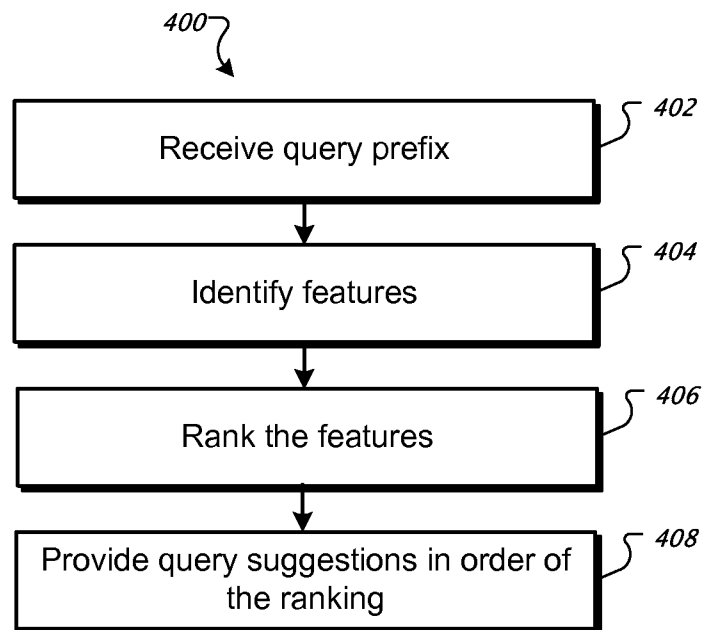 400
Receive query prefix
402
Identify features
404
Rank the features
406
Provide query suggestions in order of
the ranking
408